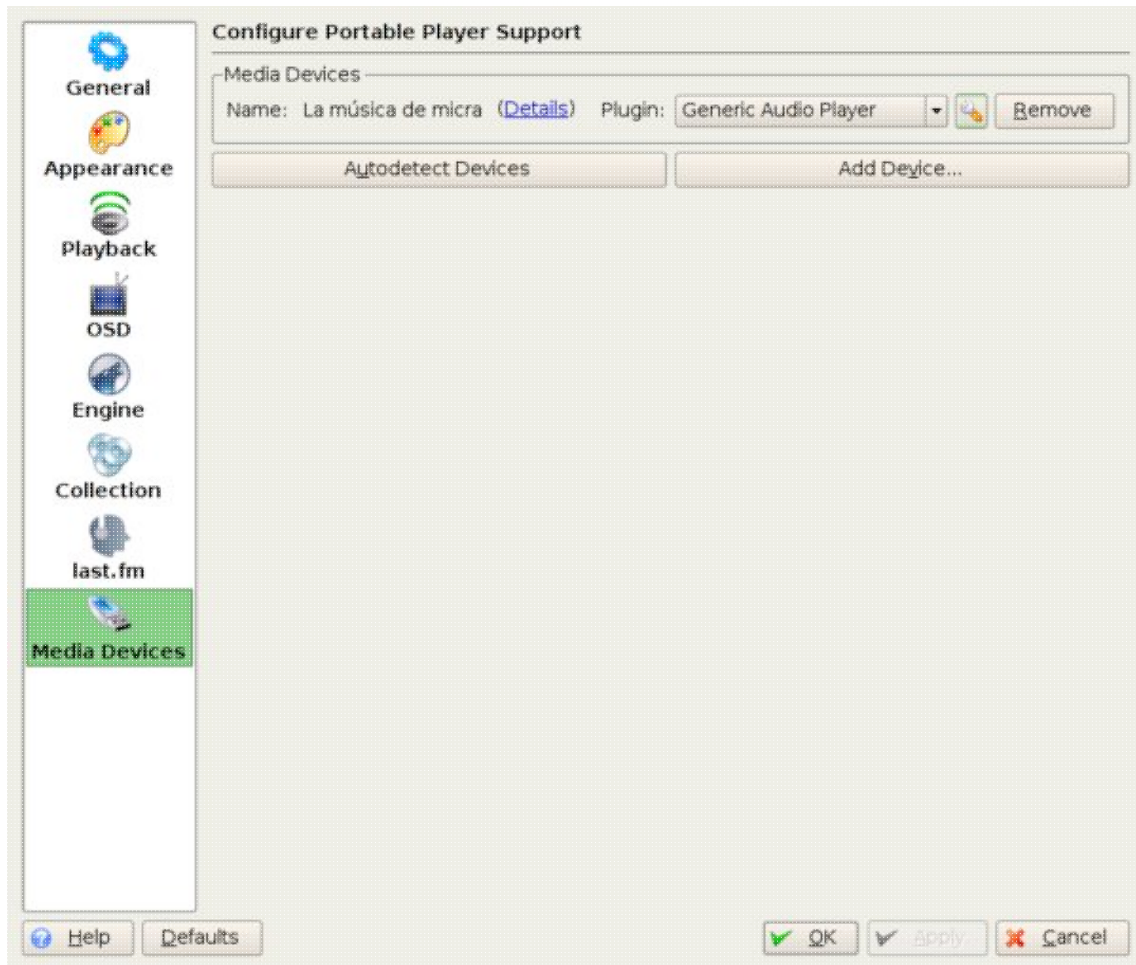 Configure Portable Player Support
General
Appearance
Playback
OSD
Engine
Collection
last.fm
Media Devices
Media Devices
Name: La música de micra (Details) Plugin: Generic Audio Player Remove
Autodetect Devices Add Device...
Help Defaults OK Apply Cancel